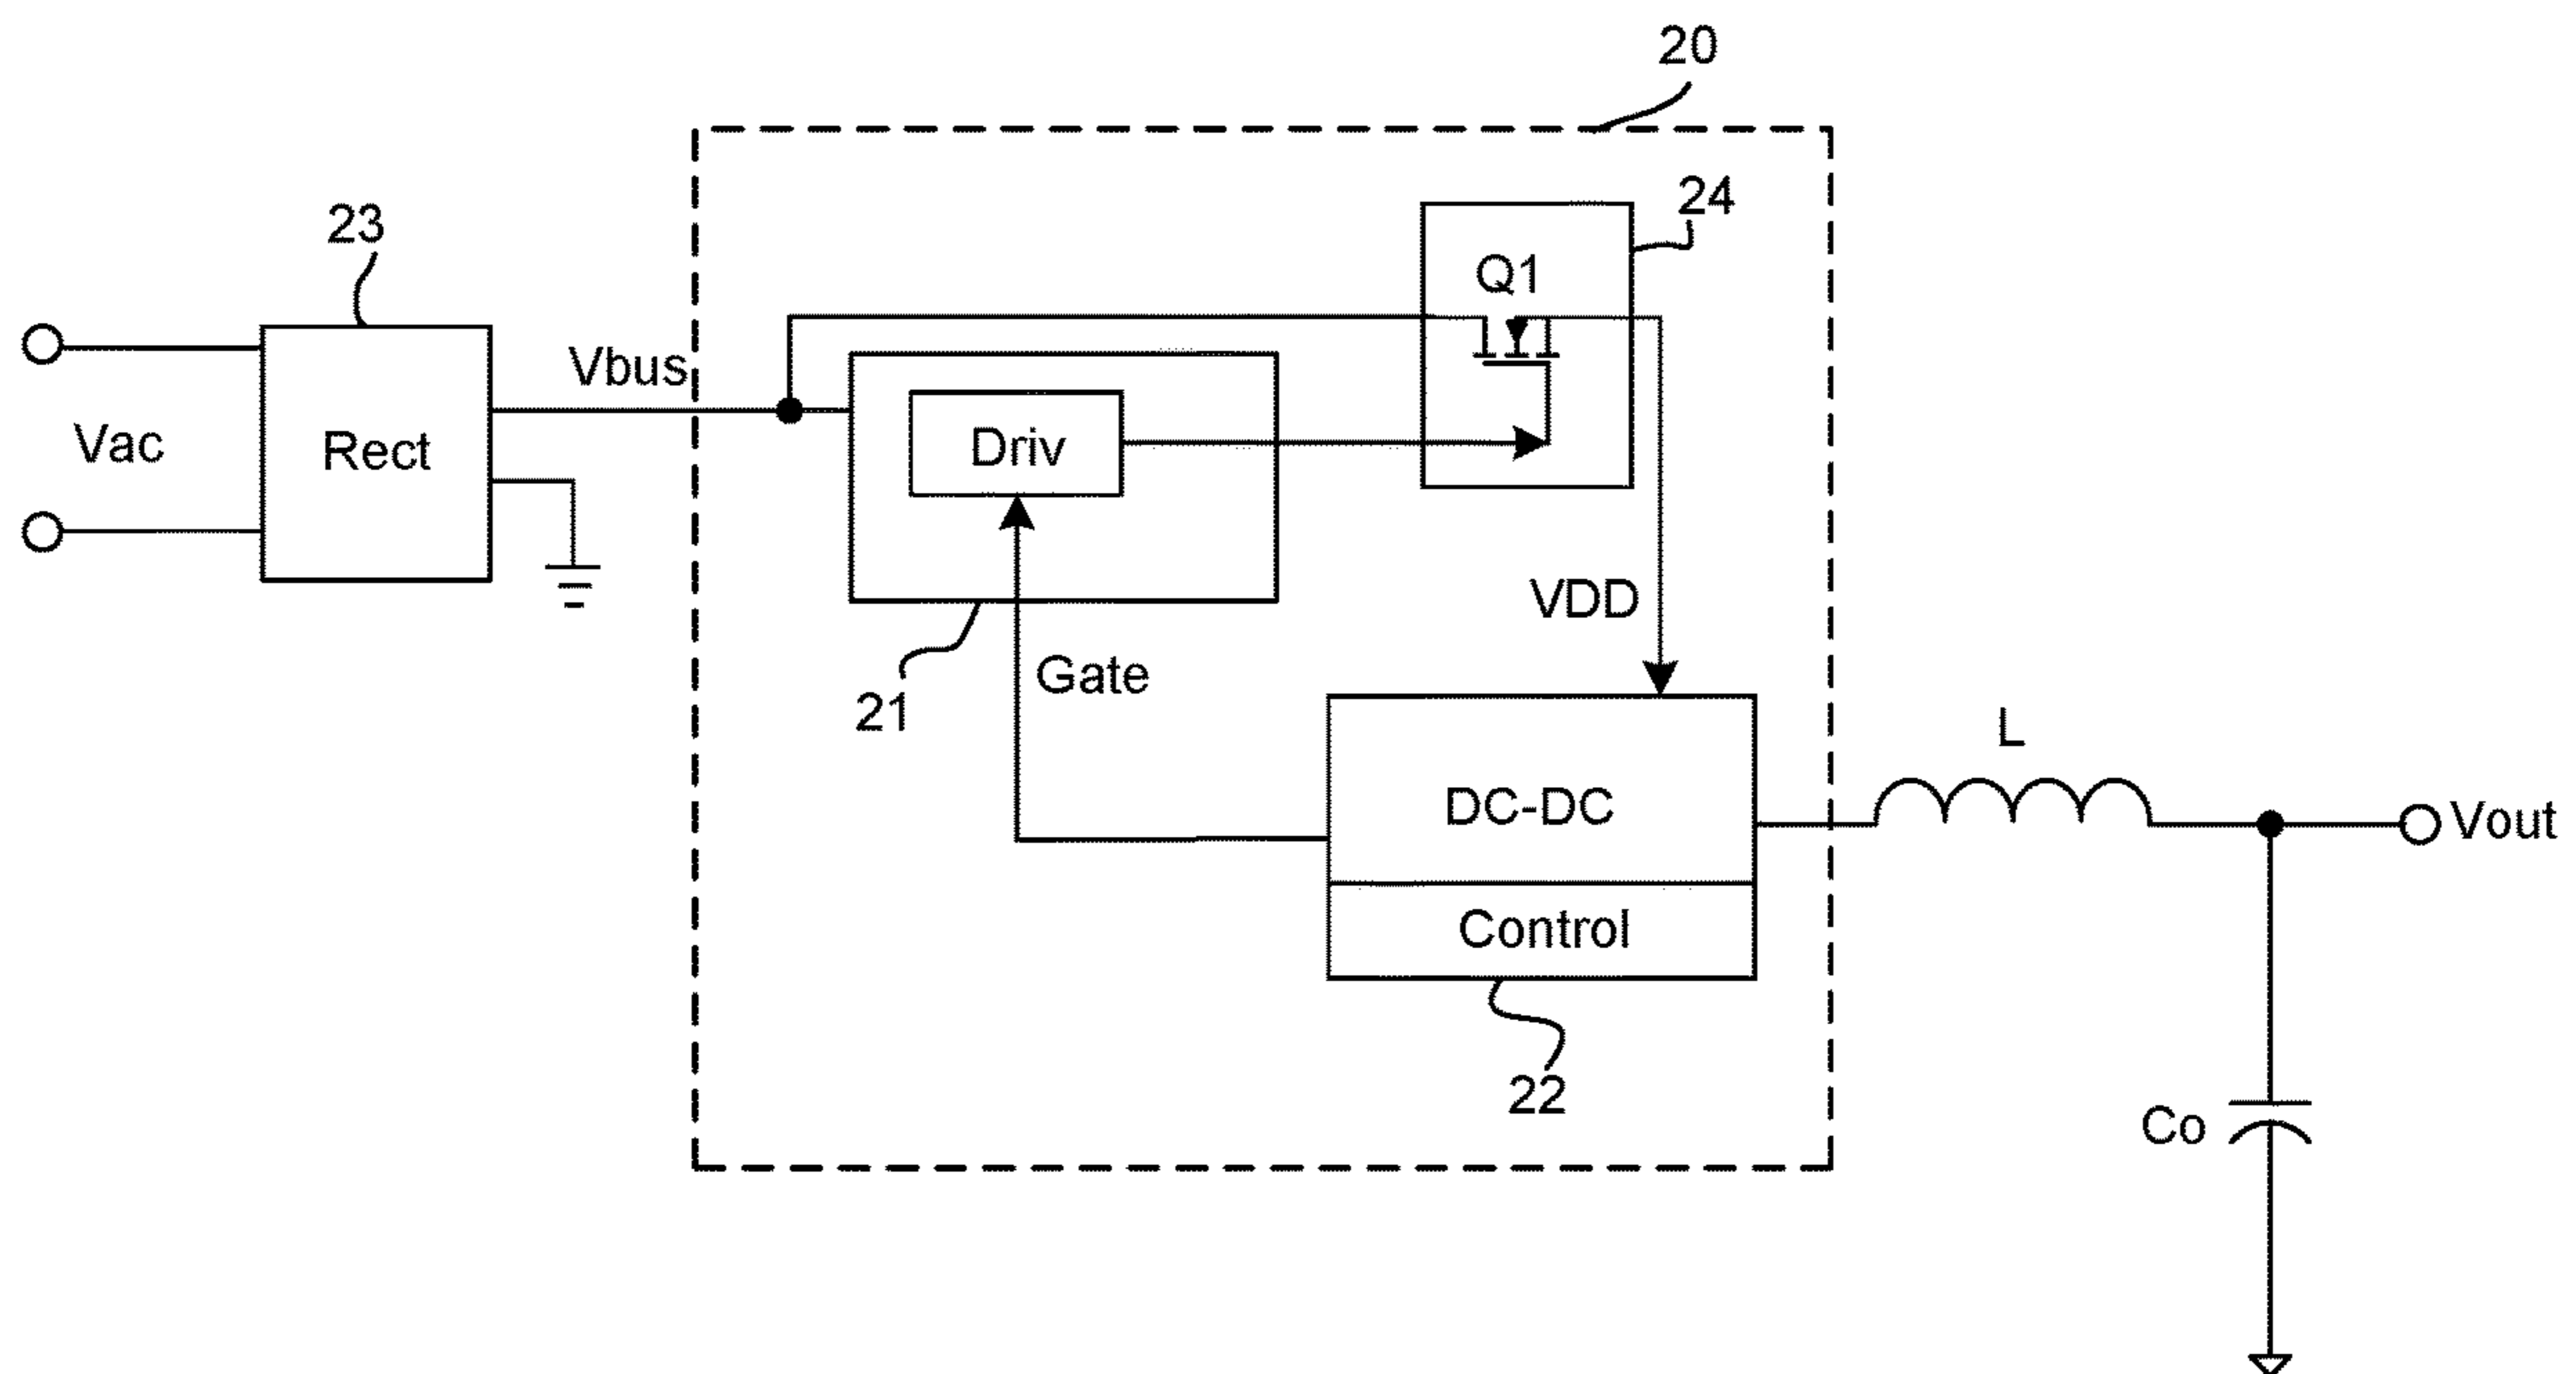 20
24
23
Q1
Vbus
Vac
Rect
Driv
VDD
Gate
21
L
DC-DC
Vout
Control
22
Co